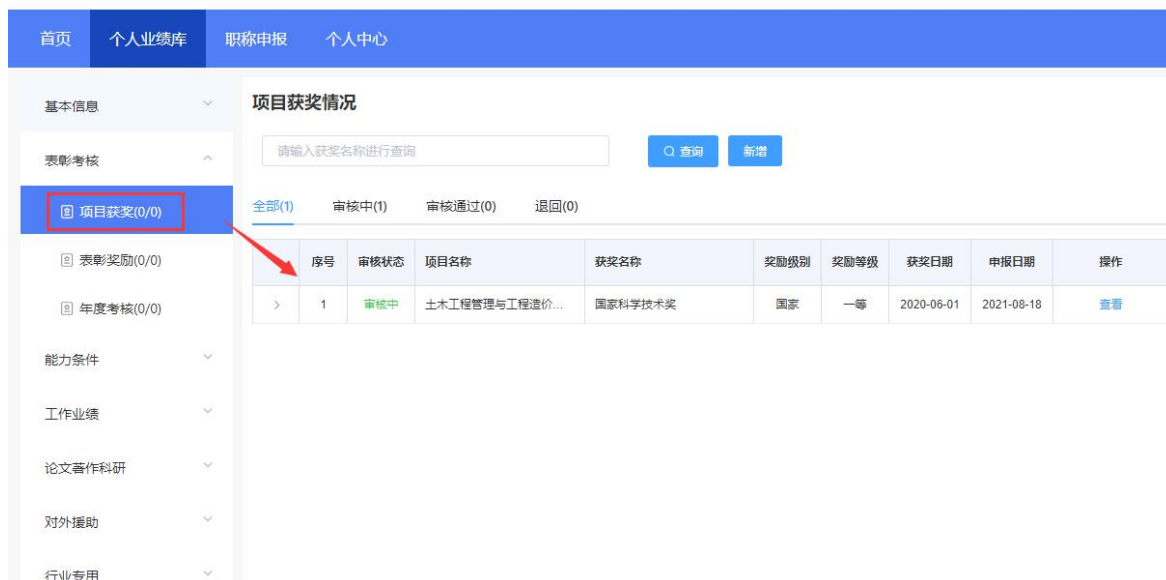 首页 个人业绩库 职称申报 个人中心
基本信息
表彰考核
项目获奖(0/0)
表彰奖励(0/0)
年度考核(0/0)
能力条件
工作业绩
论文著作科研
对外援助
行业专用
项目获奖情况
请输入获奖名称进行查询 查询 新增
全部(1) 审核中(1) 审核通过(0) 退回(0)
序号 审核状态 项目名称 获奖名称 奖励级别 奖励等级 获奖日期 申报日期 操作
1 审核中 土木工程管理与工程造价... 国家科学技术奖 国家 一等 2020-06-01 2021-08-18 查看